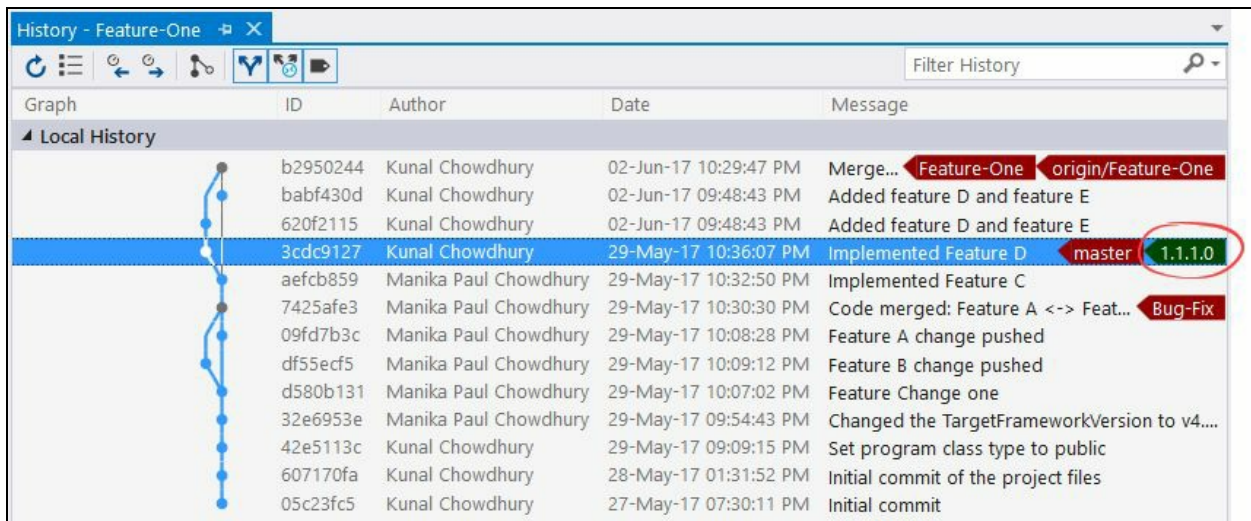 History - Feature-One
Filter History
Graph ID Author Date Message
Local History
b2950244 Kunal Chowdhury 02-Jun-17 10:29:47 PM Merge... Feature-One origin/Feature-One
babf430d Kunal Chowdhury 02-Jun-17 09:48:43 PM Added feature D and feature E
620f2115 Kunal Chowdhury 02-Jun-17 09:48:43 PM Added feature D and feature E
3cdc9127 Kunal Chowdhury 29-May-17 10:36:07 PM Implemented Feature D master 1.1.1.0
aefcb859 Manika Paul Chowdhury 29-May-17 10:32:50 PM Implemented Feature C
7425afe3 Manika Paul Chowdhury 29-May-17 10:30:30 PM Code merged: Feature A <-> Feat... Bug-Fix
09fd7b3c Manika Paul Chowdhury 29-May-17 10:08:28 PM Feature A change pushed
df55ecf5 Manika Paul Chowdhury 29-May-17 10:09:12 PM Feature B change pushed
d580b131 Manika Paul Chowdhury 29-May-17 10:07:02 PM Feature Change one
32e6953e Manika Paul Chowdhury 29-May-17 09:54:43 PM Changed the TargetFrameworkVersion to v4....
42e5113c Kunal Chowdhury 29-May-17 09:09:15 PM Set program class type to public
607170fa Kunal Chowdhury 28-May-17 01:31:52 PM Initial commit of the project files
05c23fc5 Kunal Chowdhury 27-May-17 07:30:11 PM Initial commit